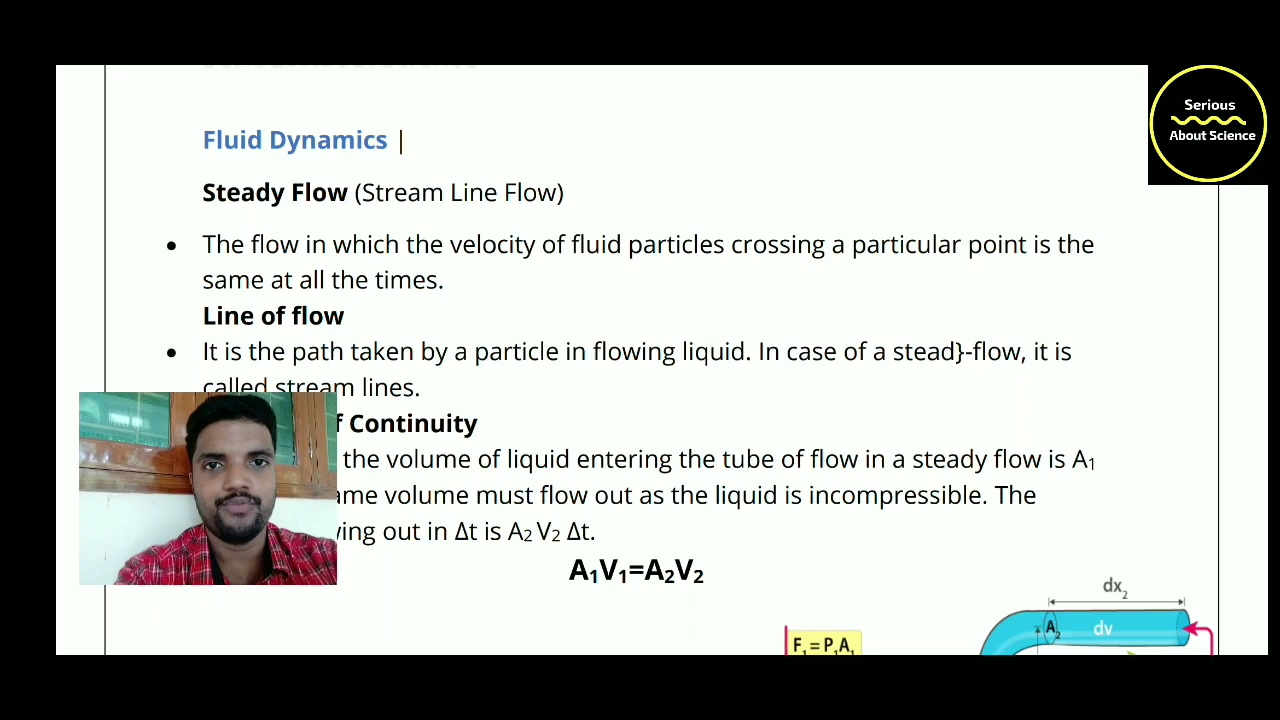 Serious
About Science
Fluid Dynamics |
Steady Flow (Stream Line Flow)
• The flow in which the velocity of fluid particles crossing a particular point is the
same at all the times.
Line of flow
• It is the path taken by a particle in flowing liquid. In case of a stead}-flow, it is
called stream lines.
f Continuity
the volume of liquid entering the tube of flow in a steady flow is A₁
ame volume must flow out as the liquid is incompressible. The
ing out in Δt is A₂ V₂ Δt.
A₁V₁=A₂V₂
dx₂
A₂ dv
F₁ = P₁A₁